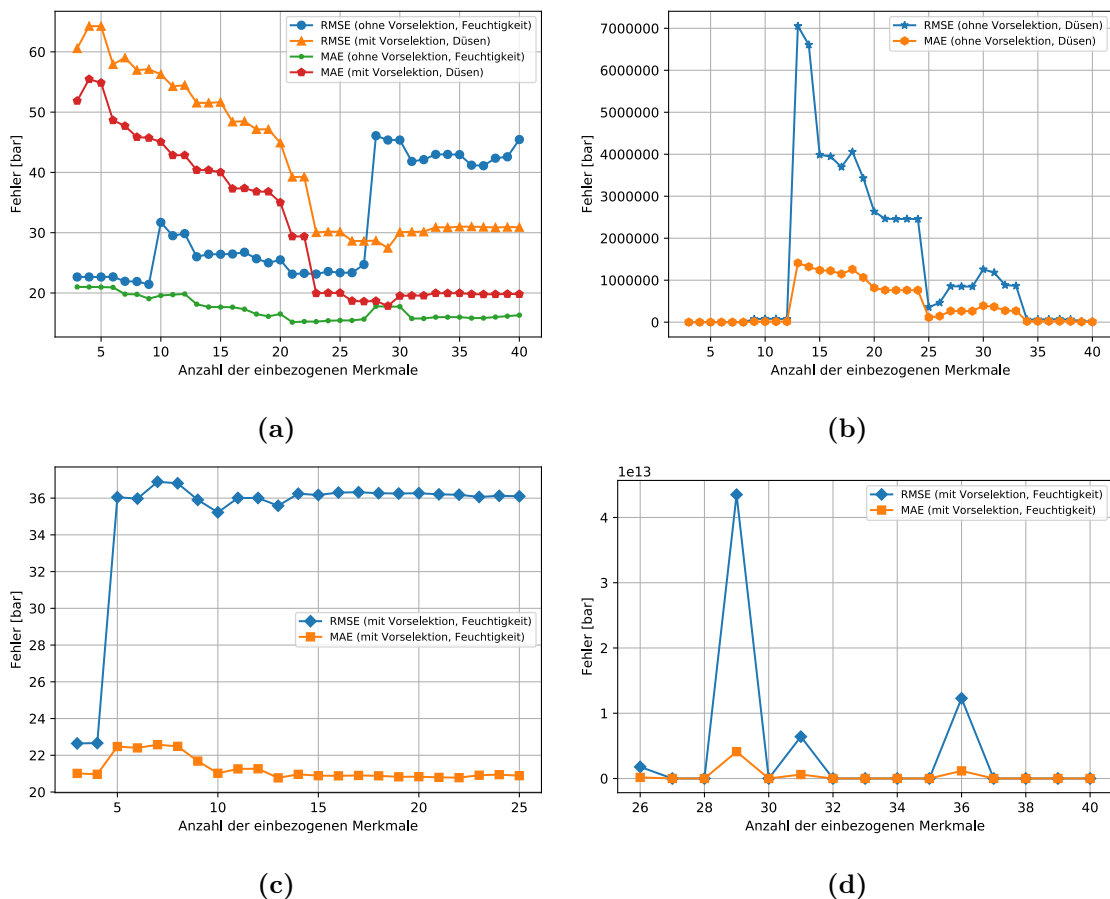 RMSE (ohne Vorselektion, Feuchtigkeit)
RMSE (mit Vorselektion, Düsen)
MAE (ohne Vorselektion, Feuchtigkeit)
MAE (mit Vorselektion, Düsen)
Fehler [bar]
60
50
40
30
20
5 10 15 20 25 30 35 40
Anzahl der einbezogenen Merkmale
(a)
RMSE (ohne Vorselektion, Düsen)
MAE (ohne Vorselektion, Düsen)
Fehler [bar]
7000000
6000000
5000000
4000000
3000000
2000000
1000000
0
5 10 15 20 25 30 35 40
Anzahl der einbezogenen Merkmale
(b)
RMSE (mit Vorselektion, Feuchtigkeit)
MAE (mit Vorselektion, Feuchtigkeit)
Fehler [bar]
36
34
32
30
28
26
24
22
20
5 10 15 20 25
Anzahl der einbezogenen Merkmale
(c)
1e13
RMSE (mit Vorselektion, Feuchtigkeit)
MAE (mit Vorselektion, Feuchtigkeit)
Fehler [bar]
4
3
2
1
0
26 28 30 32 34 36 38 40
Anzahl der einbezogenen Merkmale
(d)